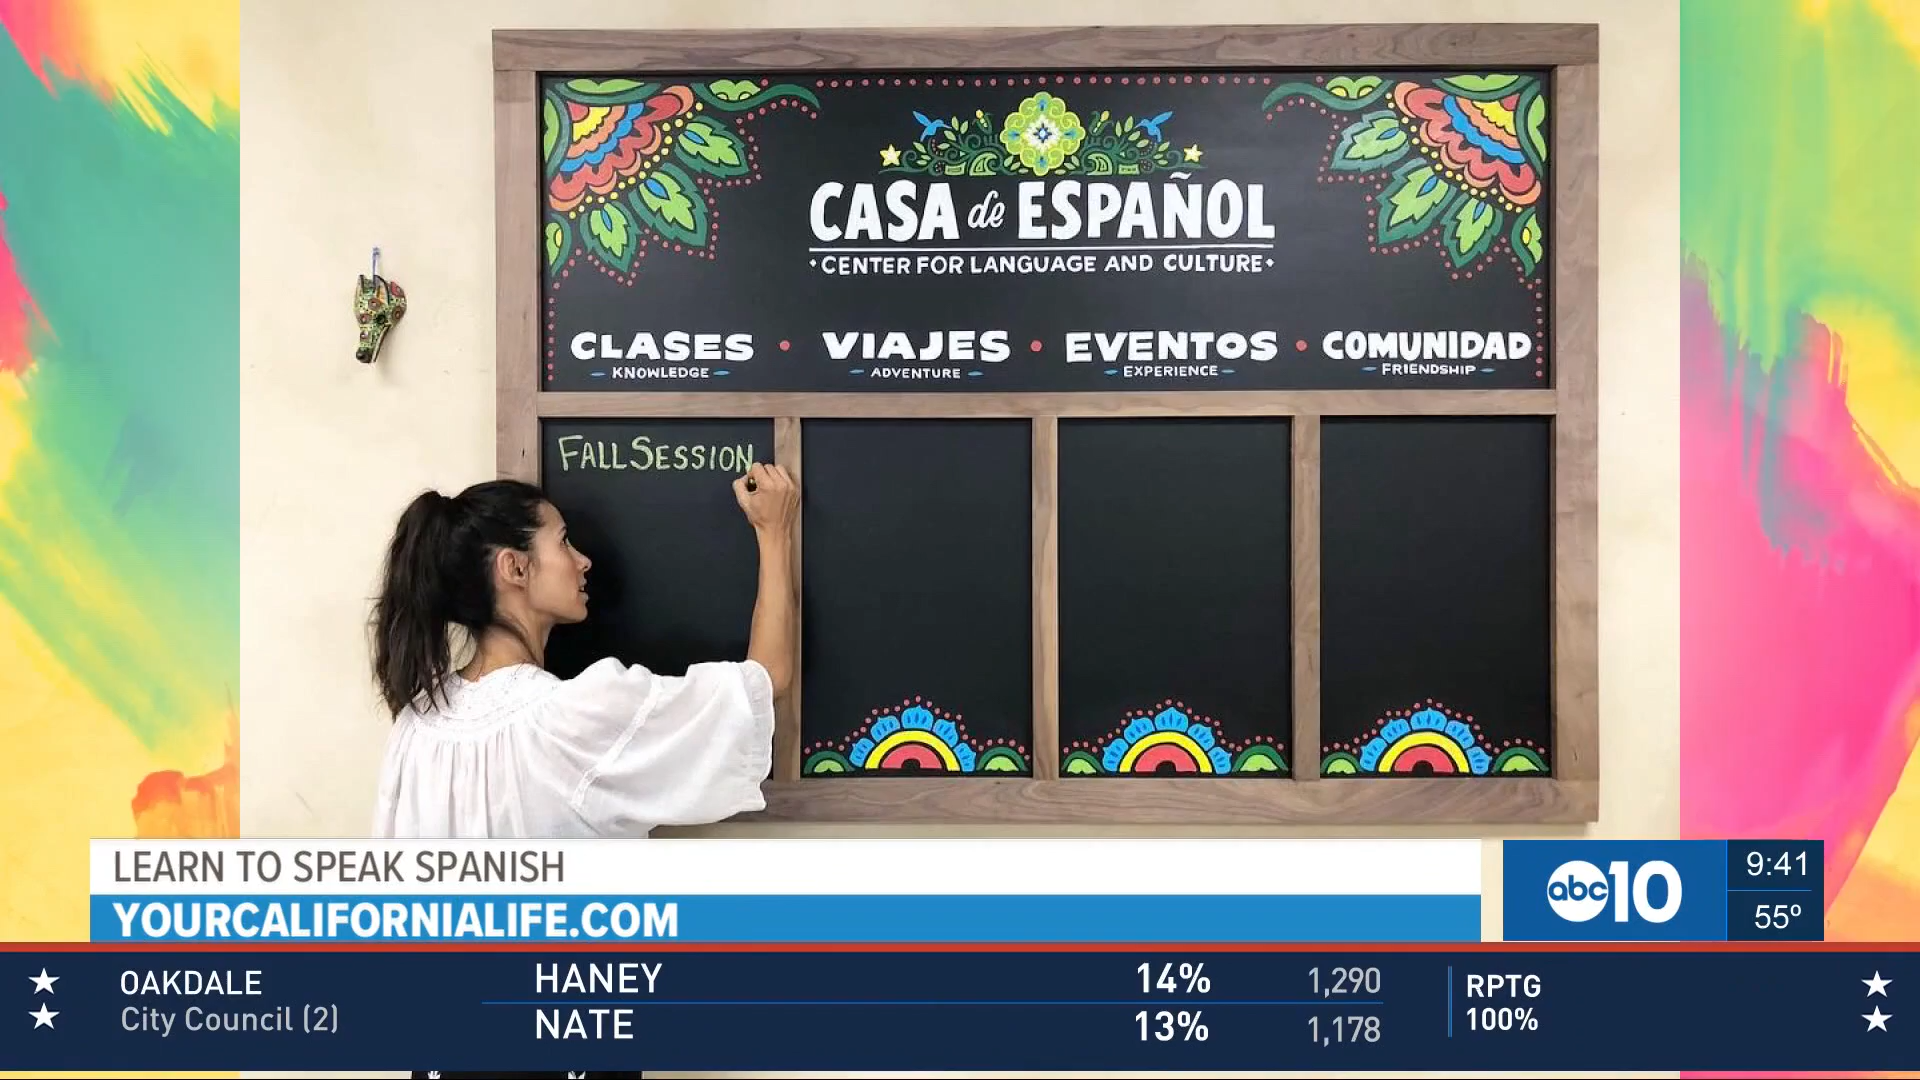 CASA de ESPAÑOL
CENTER FOR LANGUAGE AND CULTURE
CLASES • VIAJES • EVENTOS • COMUNIDAD
KNOWLEDGE ADVENTURE EXPERIENCE FRIENDSHIP
FALL SESSION
LEARN TO SPEAK SPANISH
YOURCALIFORNIALIFE.COM
abc10
9:41
55º
OAKDALE
City Council (2)
HANEY 14% 1,290
NATE 13% 1,178
RPTG
100%